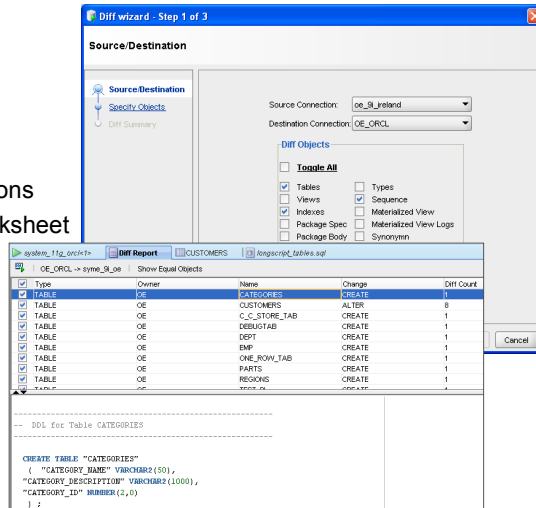 Diff wizard - Step 1 of 3
Source/Destination
Source/Destination
Specify Objects
Diff Summary
Source Connection: oe_9i_ireland
Destination Connection: OE_ORCL
Diff Objects
Toggle All
Tables Types
Views Sequence
Indexes Materialized View
Package Spec Materialized View Logs
Package Body Synonymn
Cancel
ons
ksheet
system_11g_orcl<1> Diff Report CUSTOMERS longscript_tables.sql
OE_ORCL -> syme_9i_oe Show Equal Objects
Type Owner Name Change Diff Count
TABLE OE CATEGORIES CREATE 1
TABLE OE CUSTOMERS ALTER 8
TABLE OE C_C_STORE_TAB CREATE 1
TABLE OE DEBUGTAB CREATE 1
TABLE OE DEPT CREATE 1
TABLE OE EMP CREATE 1
TABLE OE ONE_ROW_TAB CREATE 1
TABLE OE PARTS CREATE 1
TABLE OE REGIONS CREATE 1
TABLE OE CREATE
--------------------------------------------------------
-- DDL for Table CATEGORIES
--------------------------------------------------------
CREATE TABLE "CATEGORIES"
( "CATEGORY_NAME" VARCHAR2(50),
"CATEGORY_DESCRIPTION" VARCHAR2(1000),
"CATEGORY_ID" NUMBER(2,0)
) ;